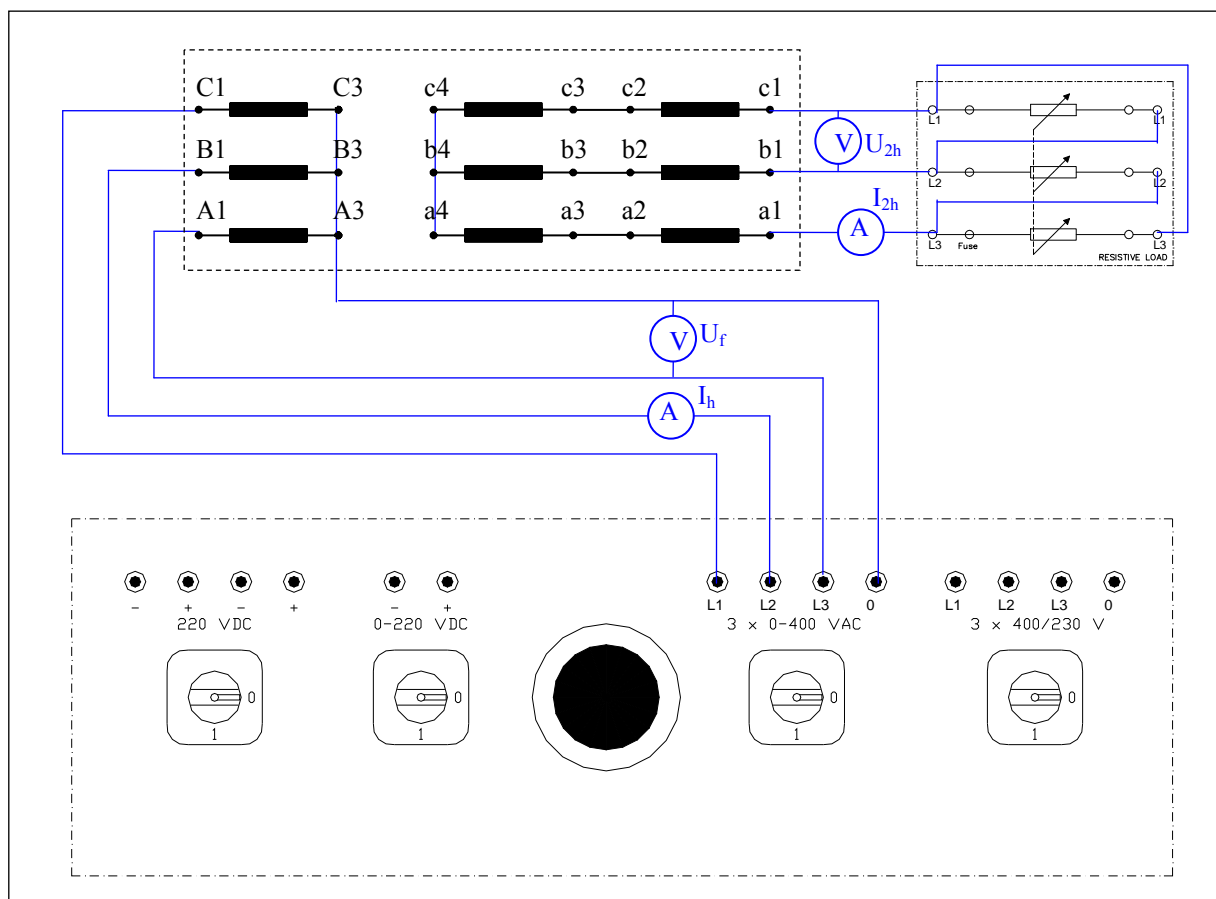 C1 C3 c4 c3 c2 c1
L1 L1
V U2h
B1 B3 b4 b3 b2 b1
L2 L2
I2h
A1 A3 a4 a3 a2 a1
A
L3 Fuse L3
RESISTIVE LOAD
V Uf
Ih
A
- + - +
220 VDC
- +
0-220 VDC
L1 L2 L3 0
3 x 0-400 VAC
L1 L2 L3 0
3 x 400/230 V
0 0 0 0
1 1 1 1